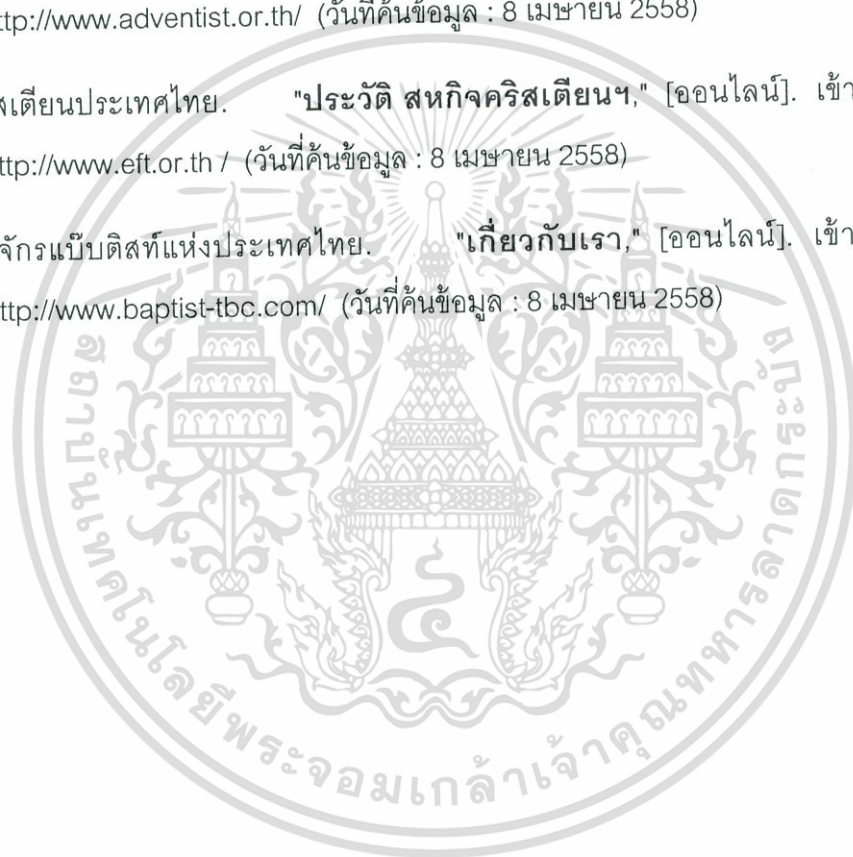 ttp://www.adventist.or.th/ (วันที่ค้นข้อมูล : 8 เมษายน 2558)
สเตียนประเทศไทย. "ประวัติ สหกิจคริสเตียนฯ," [ออนไลน์]. เข้า
ttp://www.eft.or.th / (วันที่ค้นข้อมูล : 8 เมษายน 2558)
จักรแบ๊บติสท์แห่งประเทศไทย. "เกี่ยวกับเรา," [ออนไลน์]. เข้า
ttp://www.baptist-tbc.com/ (วันที่ค้นข้อมูล : 8 เมษายน 2558)
สถาบันเทคโนโลยีพระจอมเกล้าเจ้าคุณทหารลาดกระบัง